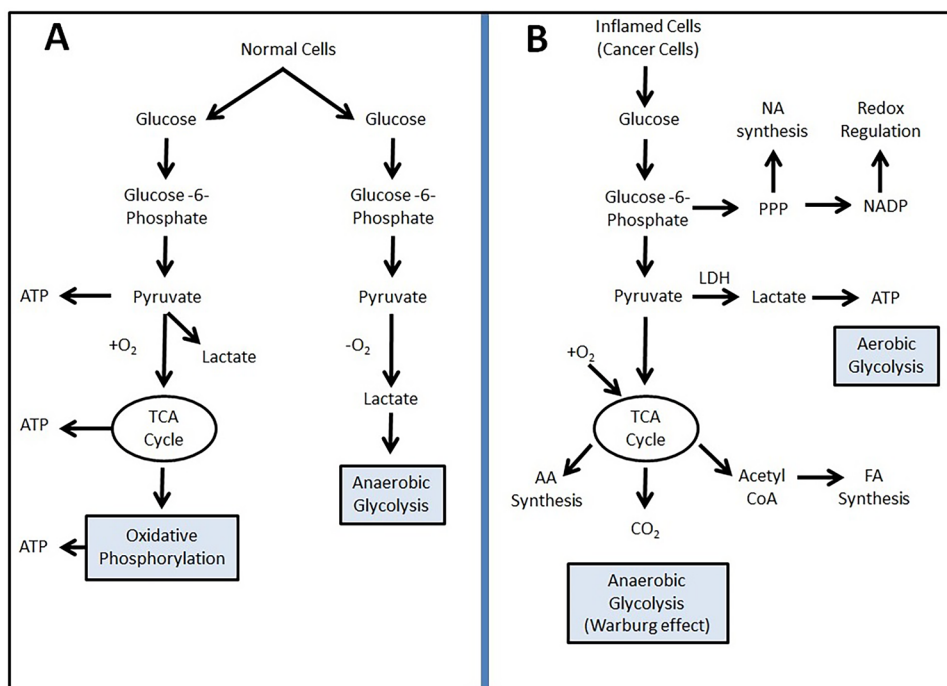 A
Normal Cells
Glucose
Glucose
Glucose -6-
Phosphate
Glucose -6-
Phosphate
ATP
Pyruvate
Pyruvate
+O₂
Lactate
-O₂
Lactate
ATP
TCA
Cycle
Anaerobic
Glycolysis
ATP
Oxidative
Phosphorylation
B
Inflamed Cells
(Cancer Cells)
Glucose
NA
synthesis
Redox
Regulation
Glucose -6-
Phosphate
PPP
NADP
Pyruvate
LDH
Lactate
ATP
Aerobic
Glycolysis
+O₂
TCA
Cycle
AA
Synthesis
CO₂
Acetyl
CoA
FA
Synthesis
Anaerobic
Glycolysis
(Warburg effect)